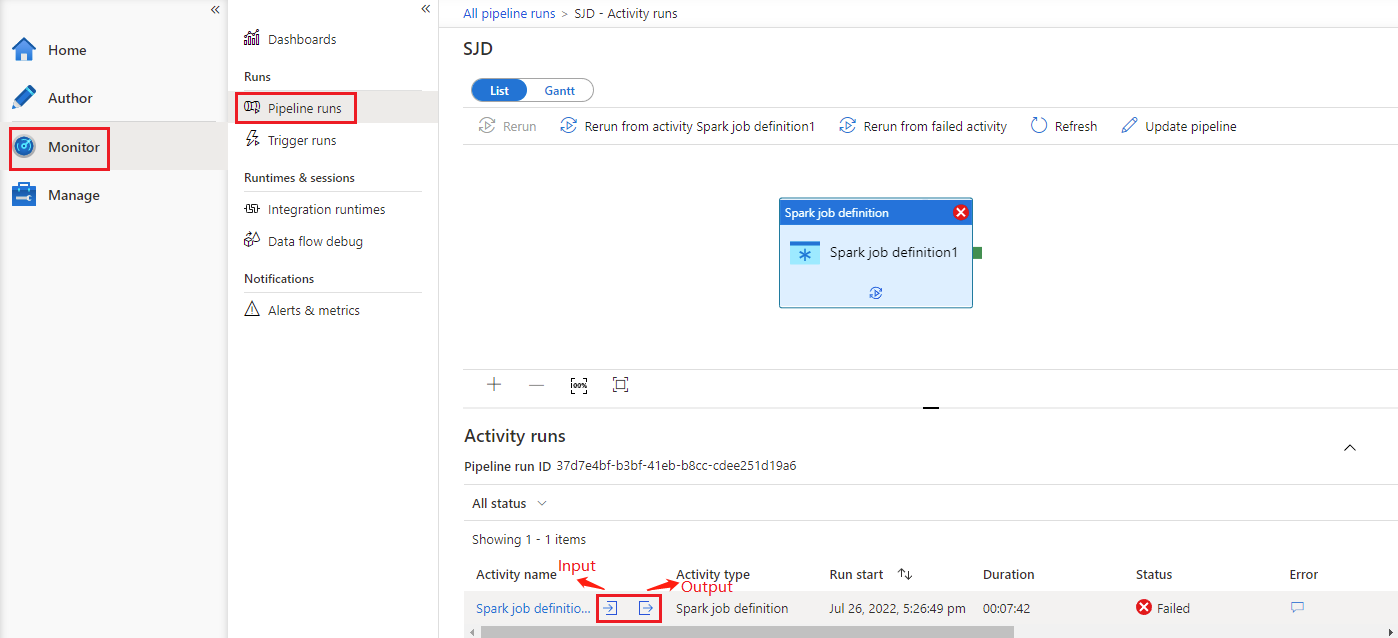 «
Home
Author
Monitor
Manage
«
Dashboards
Runs
Pipeline runs
Trigger runs
Runtimes & sessions
Integration runtimes
Data flow debug
Notifications
Alerts & metrics
All pipeline runs > SJD - Activity runs
SJD
List Gantt
Rerun Rerun from activity Spark job definition1 Rerun from failed activity Refresh Update pipeline
Spark job definition
Spark job definition1
100%
Activity runs
Pipeline run ID 37d7e4bf-b3bf-41eb-b8cc-cdee251d19a6
All status
Showing 1 - 1 items
Input
Activity name Activity type Run start Duration Status Error
Output
Spark job definitio... Spark job definition Jul 26, 2022, 5:26:49 pm 00:07:42 Failed